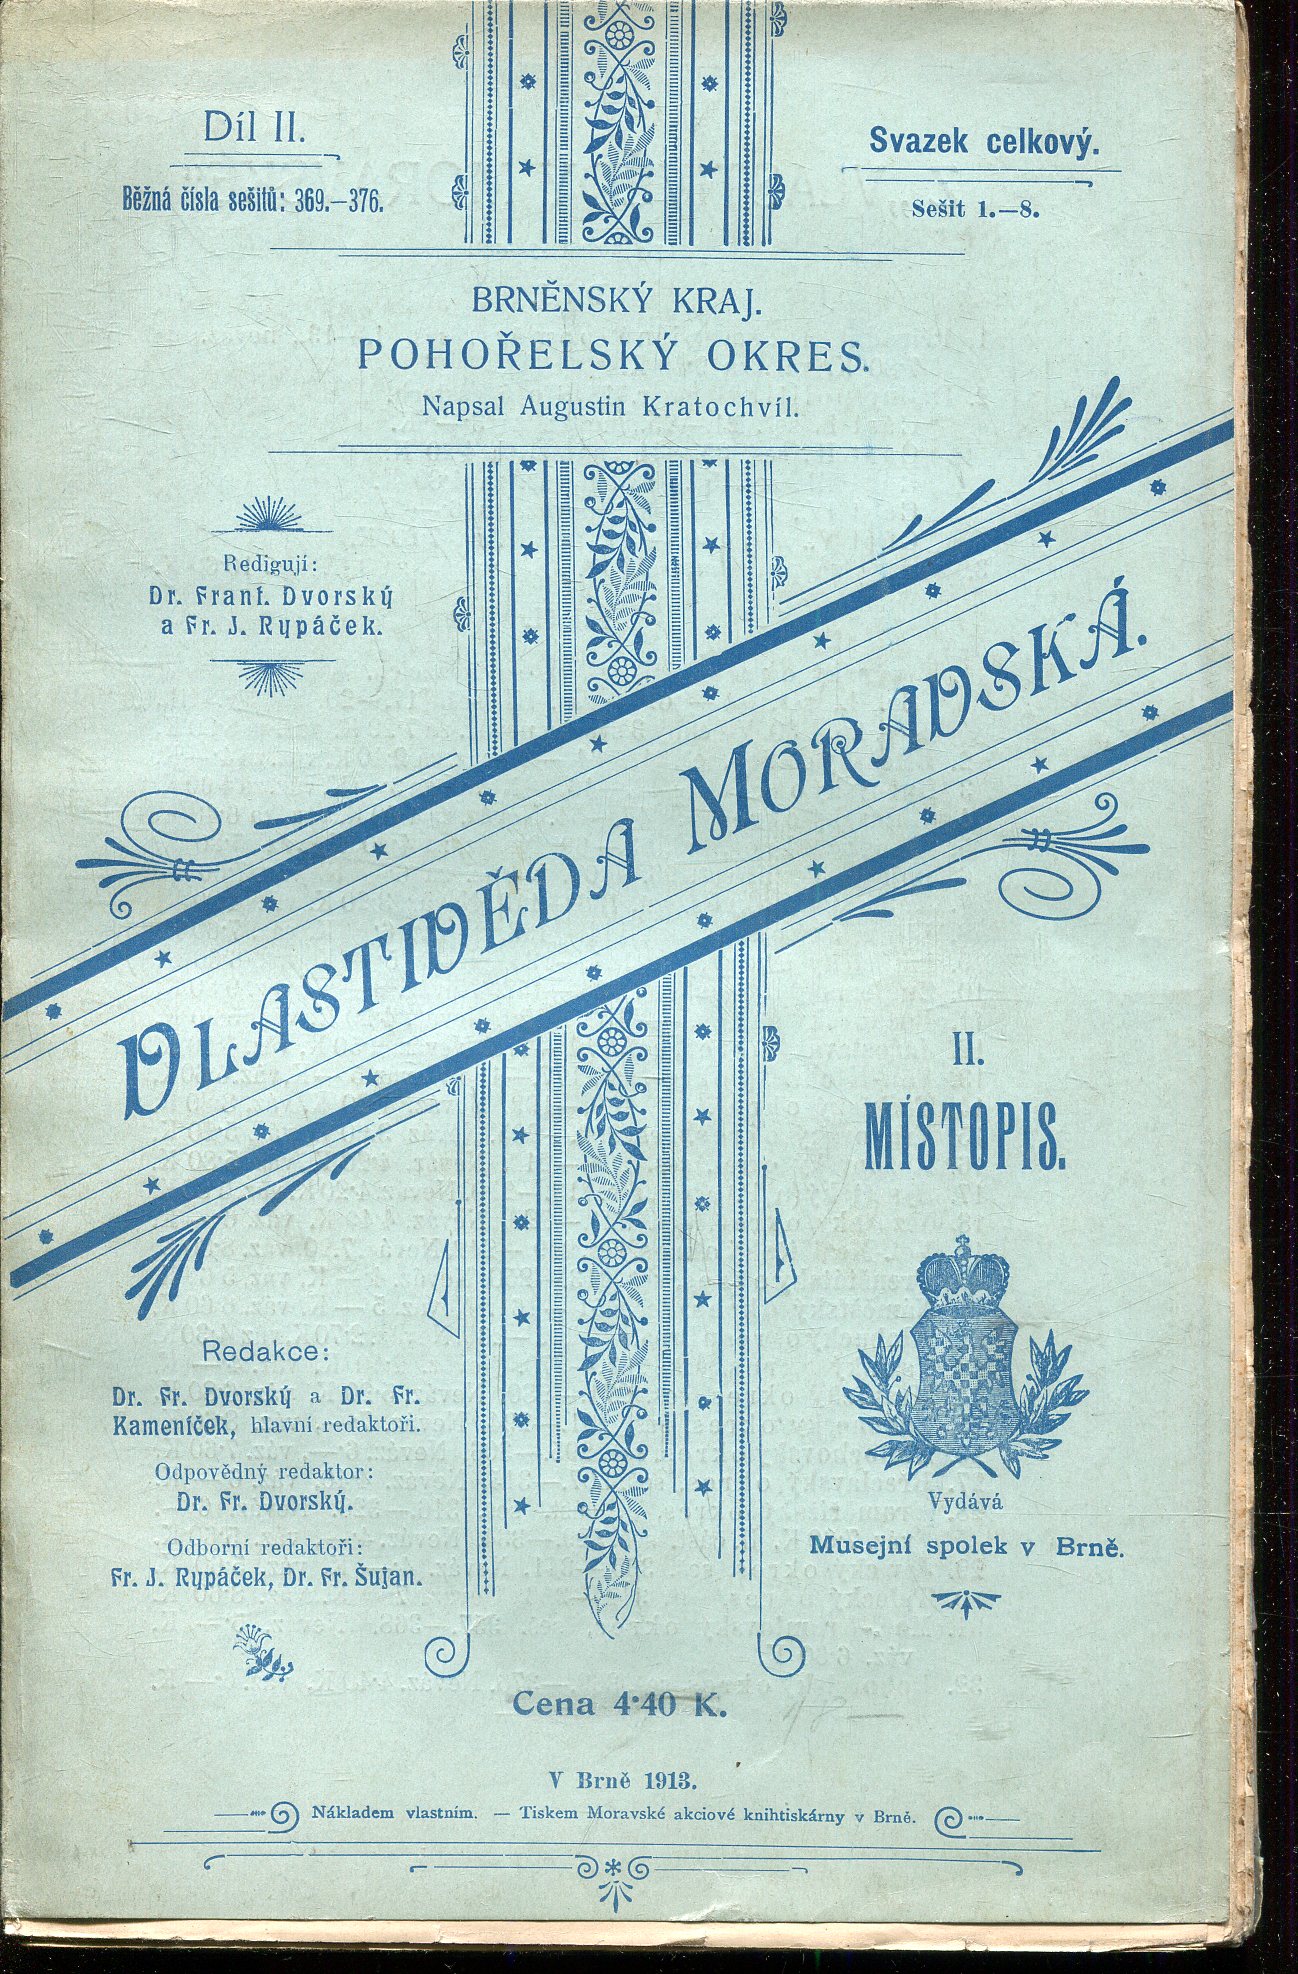 Díl II.
Běžná čísla sešitů: 369.—376.
Svazek celkový.
Sešit 1.—8.
BRNĚNSKÝ KRAJ.
POHOŘELSKÝ OKRES.
Napsal Augustin Kratochvíl.
Redigují:
Dr. Frant. Dvorský
a Fr. J. Rypáček.
VLASTIVĚDA MORAVSKÁ.
II.
MÍSTOPIS.
Redakce:
Dr. Fr. Dvorský a Dr. Fr.
Kameníček, hlavní redaktoři.
Odpovědný redaktor:
Dr. Fr. Dvorský.
Odborní redaktoři:
Fr. J. Rypáček, Dr. Fr. Šujan.
Vydává
Musejní spolek v Brně.
Cena 4·40 K.
V Brně 1913.
Nákladem vlastním. — Tiskem Moravské akciové knihtiskárny v Brně.